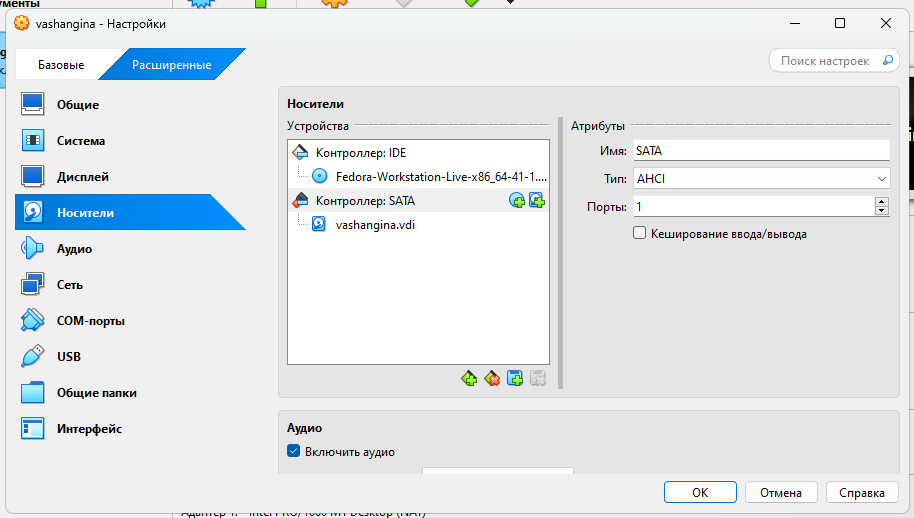 vashangina - Настройки
Базовые
Расширенные
Поиск настроек
Общие
Система
Дисплей
Носители
Аудио
Сеть
COM-порты
USB
Общие папки
Интерфейс
Носители
Устройства
Контроллер: IDE
Fedora-Workstation-Live-x86_64-41-1....
Контроллер: SATA
vashangina.vdi
Атрибуты
Имя: SATA
Тип: AHCI
Порты: 1
Кеширование ввода/вывода
Аудио
Включить аудио
OK
Отмена
Справка